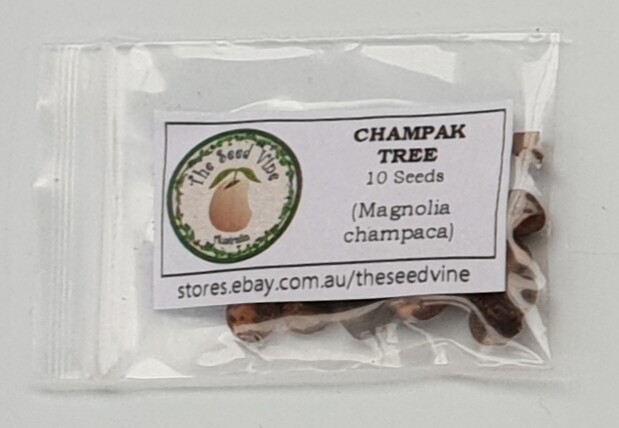 The Seed Vine
Australia
CHAMPAK
TREE
10 Seeds
(Magnolia
champaca)
stores.ebay.com.au/theseedvine